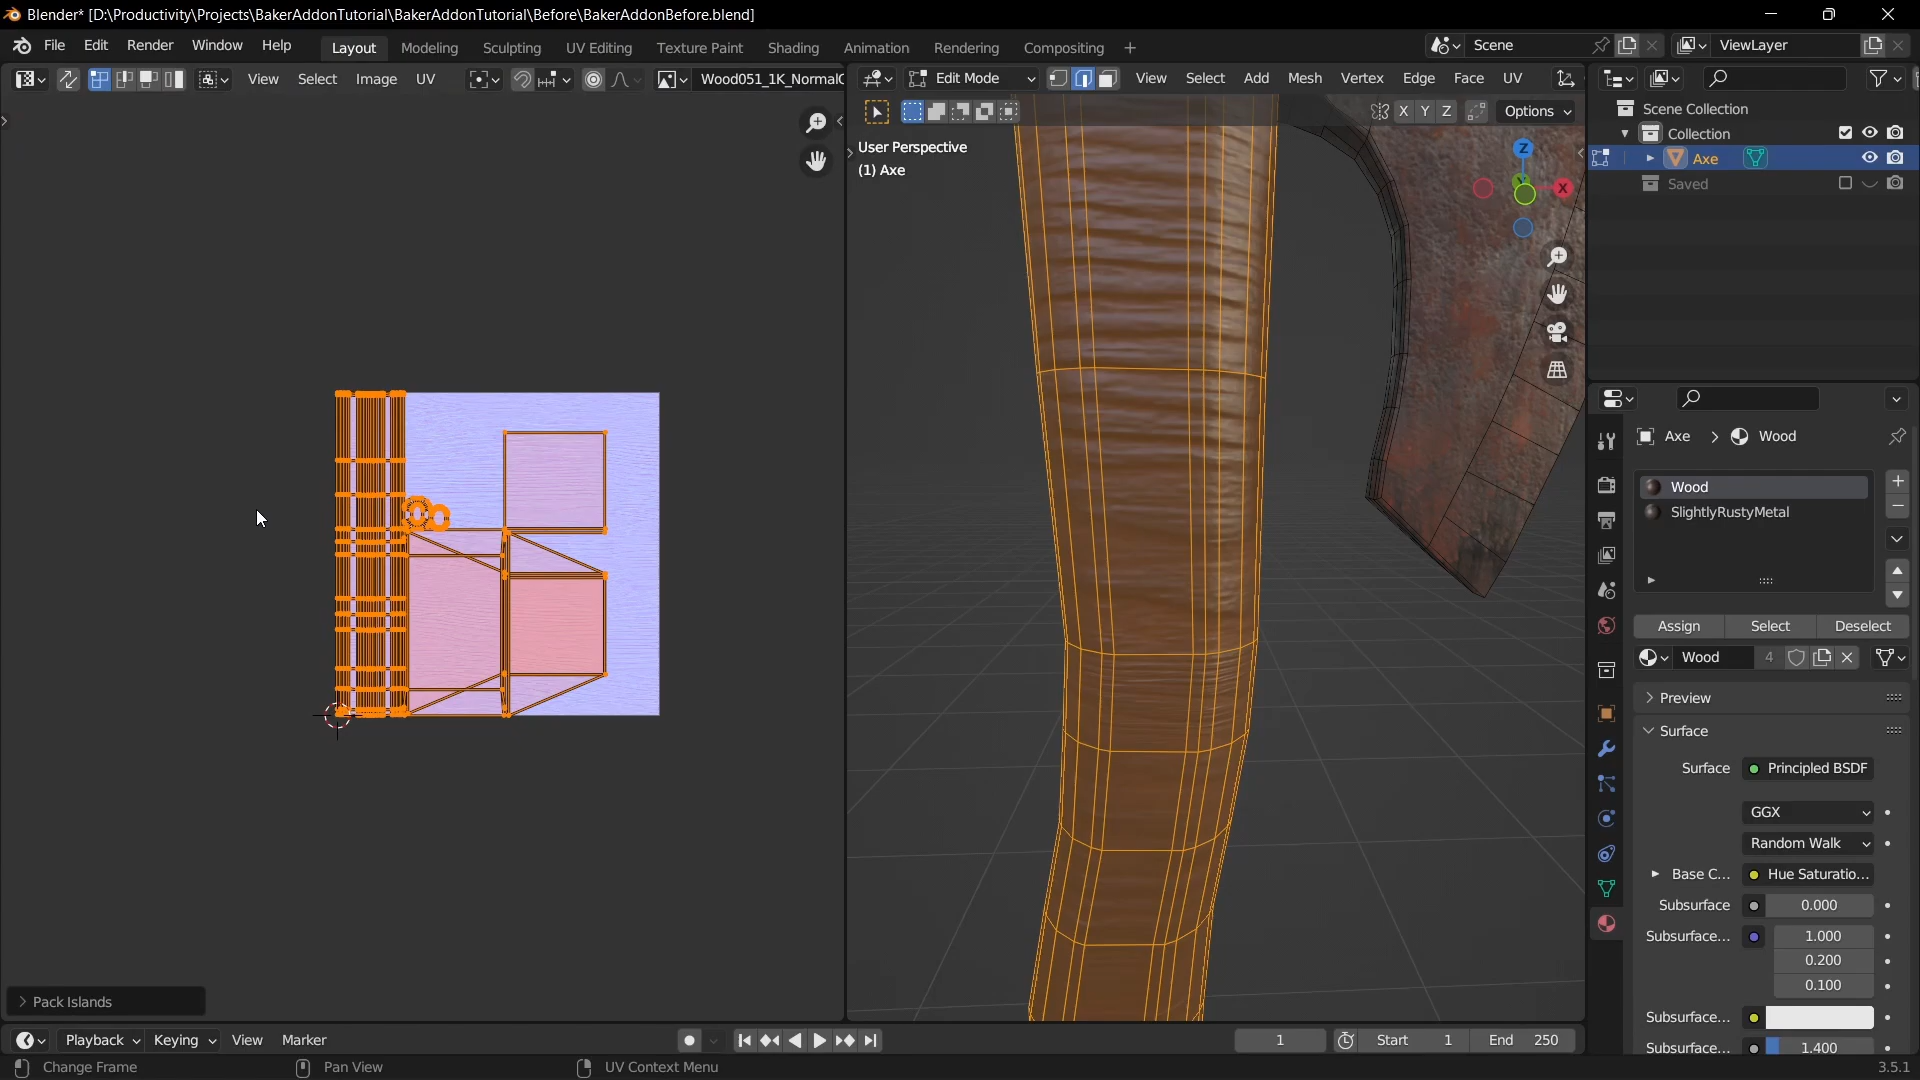 Blender* [D:\Productivity\Projects\BakerAddonTutorial\BakerAddonTutorial\Before\BakerAddonBefore.blend]
File Edit Render Window Help Layout Modeling Sculpting UV Editing Texture Paint Shading Animation Rendering Compositing + Scene ViewLayer
View Select Image UV Wood051_1K_NormalG Edit Mode View Select Add Mesh Vertex Edge Face UV
X Y Z Options
User Perspective
(1) Axe
Z
X
Scene Collection
Collection
Axe
Saved
Axe > Wood
Wood
SlightlyRustyMetal
Assign Select Deselect
Wood 4
Preview
Surface
Surface Principled BSDF
GGX
Random Walk
Base C... Hue Saturatio...
Subsurface 0.000
Subsurface... 1.000
0.200
0.100
Subsurface...
Subsurface... 1.400
Pack Islands
Playback Keying View Marker 1 Start 1 End 250
Change Frame Pan View UV Context Menu 3.5.1